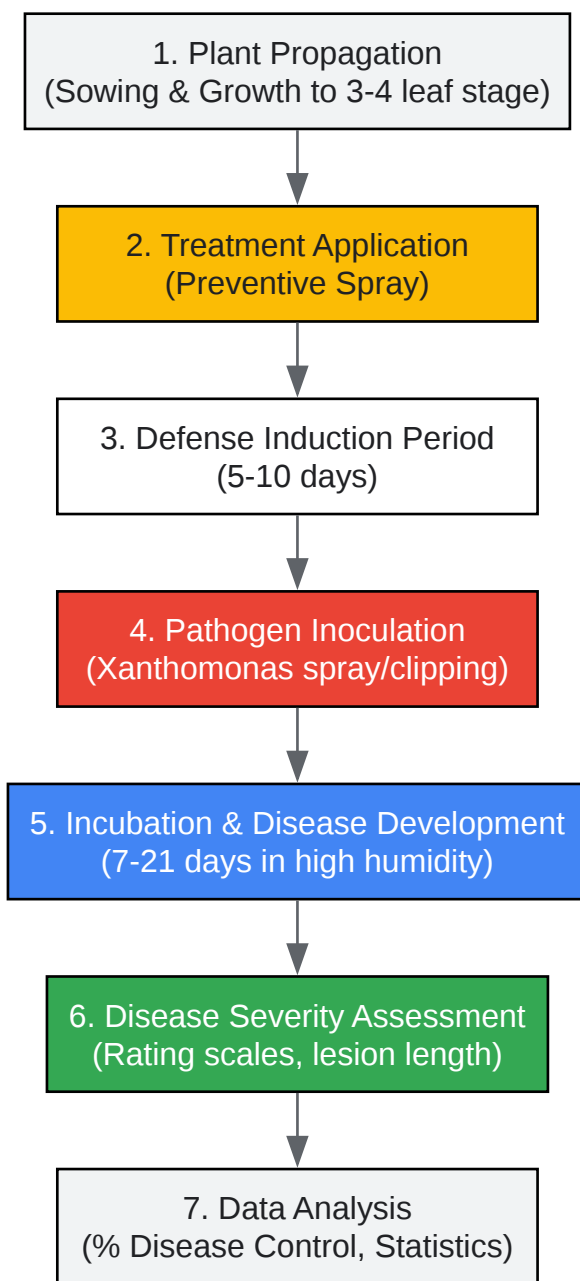 1. Plant Propagation
(Sowing & Growth to 3-4 leaf stage)
2. Treatment Application
(Preventive Spray)
3. Defense Induction Period
(5-10 days)
4. Pathogen Inoculation
(Xanthomonas spray/clipping)
5. Incubation & Disease Development
(7-21 days in high humidity)
6. Disease Severity Assessment
(Rating scales, lesion length)
7. Data Analysis
(% Disease Control, Statistics)